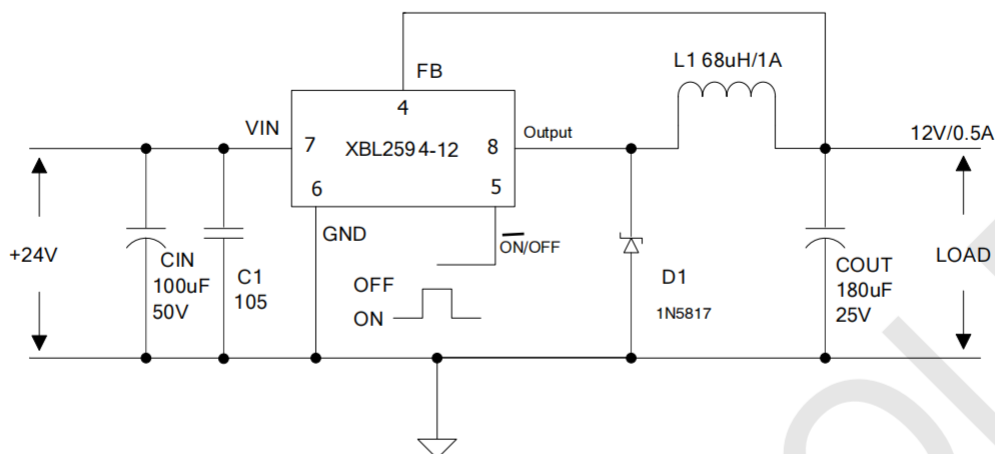 FB
L1 68uH/1A
4
VIN
7
XBL2594-12
8
Output
12V/0.5A
6
5
GND
ON/OFF
+24V
CIN
100uF
50V
C1
105
OFF
ON
D1
1N5817
COUT
180uF
25V
LOAD